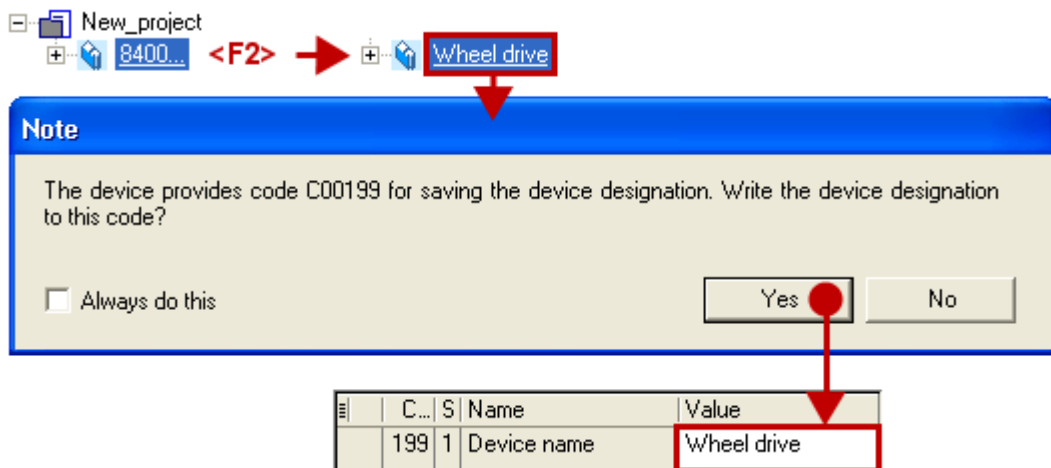 New_project
8400... <F2> Wheel drive
Note
The device provides code C00199 for saving the device designation. Write the device designation
to this code?
Always do this Yes No
C... S Name Value
199 1 Device name Wheel drive